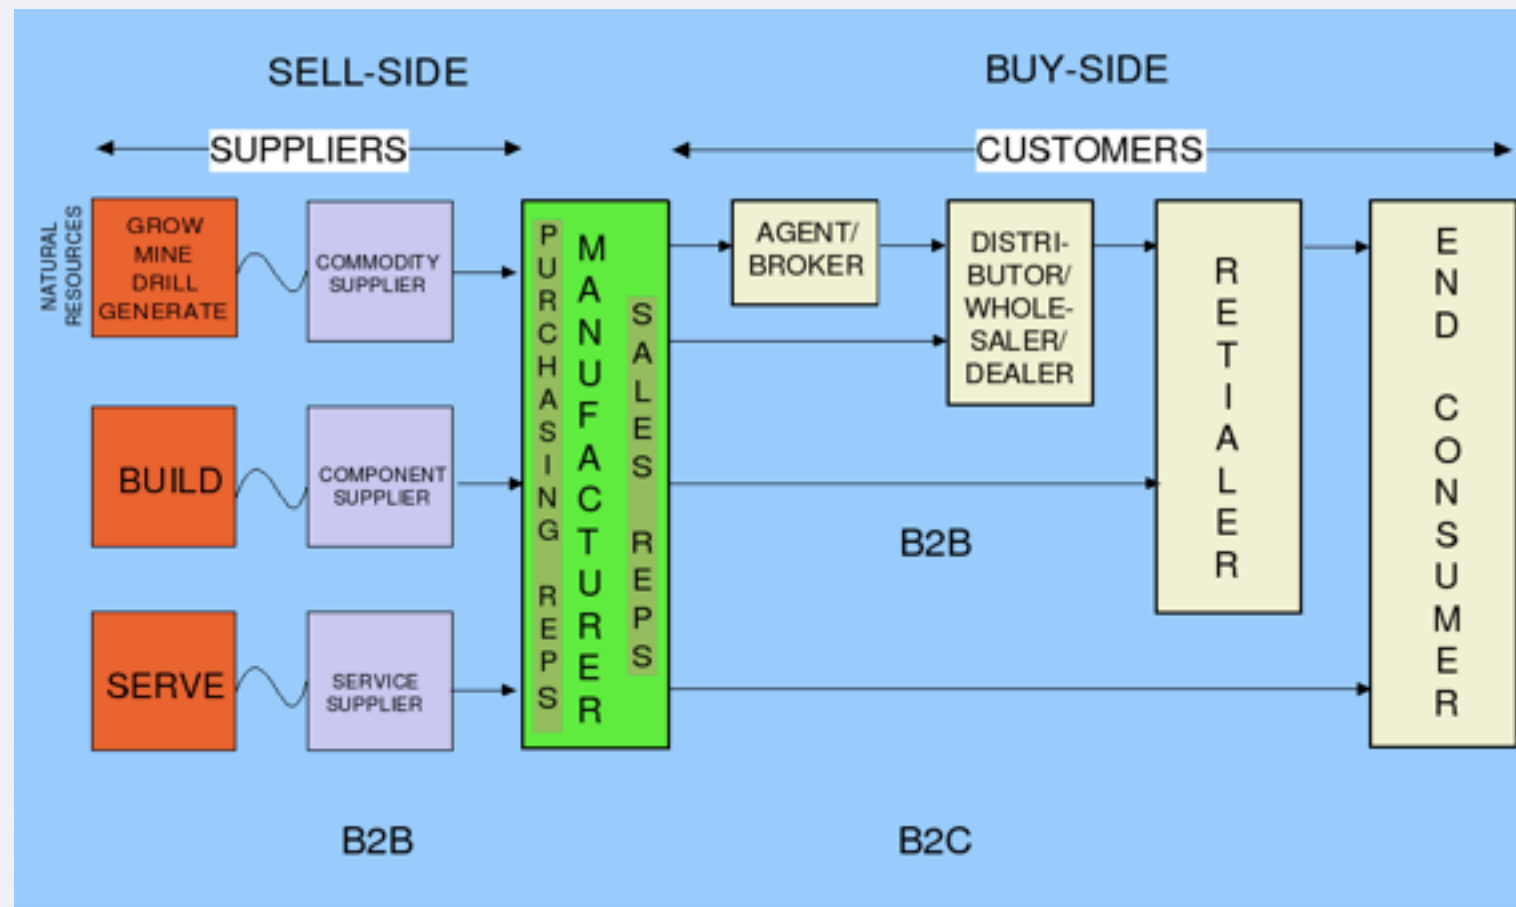 SELL-SIDE
BUY-SIDE
SUPPLIERS
CUSTOMERS
NATURAL
RESOURCES
GROW
MINE
DRILL
GENERATE
COMMODITY
SUPPLIER
BUILD
COMPONENT
SUPPLIER
SERVE
SERVICE
SUPPLIER
PURCHASING REPS
MANUFACTURER
SALES REPS
AGENT/
BROKER
DISTRI-
BUTOR/
WHOLE-
SALER/
DEALER
RETIALER
END CONSUMER
B2B
B2B
B2C